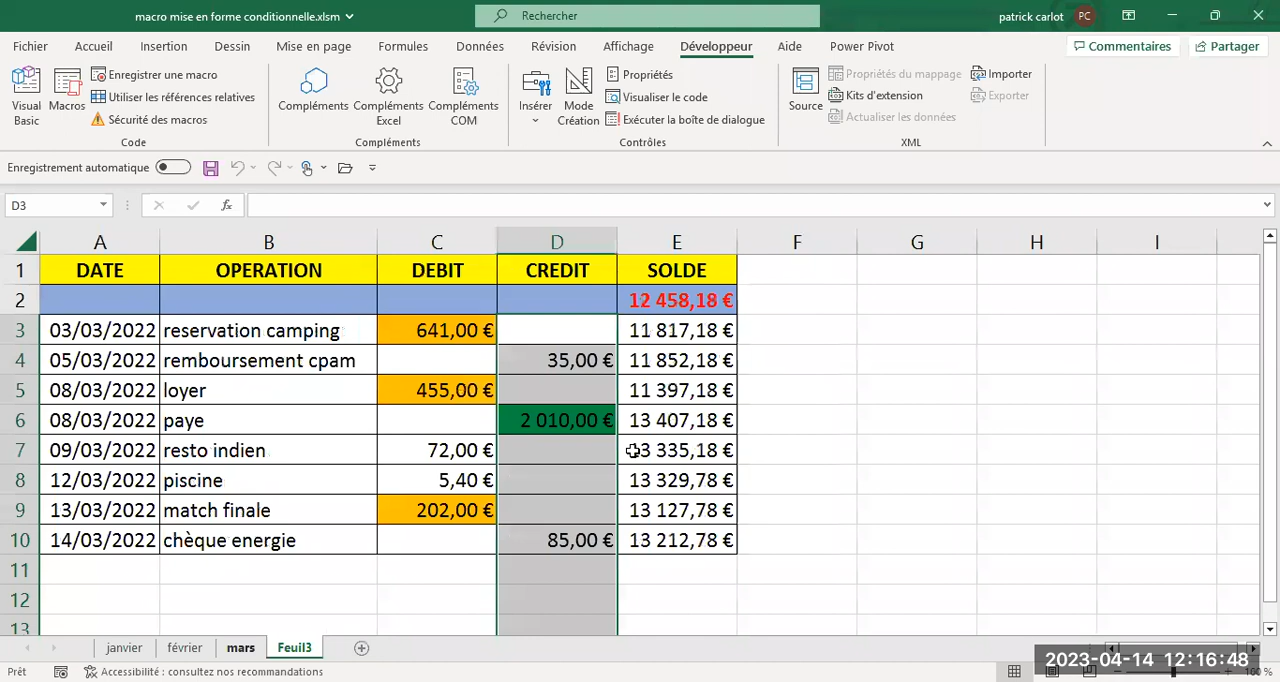 macro mise en forme conditionnelle.xlsm
Rechercher
patrick carlot PC
Fichier Accueil Insertion Dessin Mise en page Formules Données Révision Affichage Développeur Aide Power Pivot Commentaires Partager
Visual Basic
Macros
Enregistrer une macro
Utiliser les références relatives
Sécurité des macros
Code
Compléments
Compléments Excel
Compléments COM
Compléments
Insérer
Mode Création
Propriétés
Visualiser le code
Exécuter la boîte de dialogue
Contrôles
Source
Propriétés du mappage
Kits d'extension
Actualiser les données
Importer
Exporter
XML
Enregistrement automatique
D3 fx
A B C D E F G H I
1 DATE OPERATION DEBIT CREDIT SOLDE
2 12 458,18 €
3 03/03/2022 reservation camping 641,00 € 11 817,18 €
4 05/03/2022 remboursement cpam 35,00 € 11 852,18 €
5 08/03/2022 loyer 455,00 € 11 397,18 €
6 08/03/2022 paye 2 010,00 € 13 407,18 €
7 09/03/2022 resto indien 72,00 € 13 335,18 €
8 12/03/2022 piscine 5,40 € 13 329,78 €
9 13/03/2022 match finale 202,00 € 13 127,78 €
10 14/03/2022 chèque energie 85,00 € 13 212,78 €
11
12
13
janvier février mars Feuil3
Prêt Accessibilité : consultez nos recommandations 100 %
2023-04-14 12:16:48